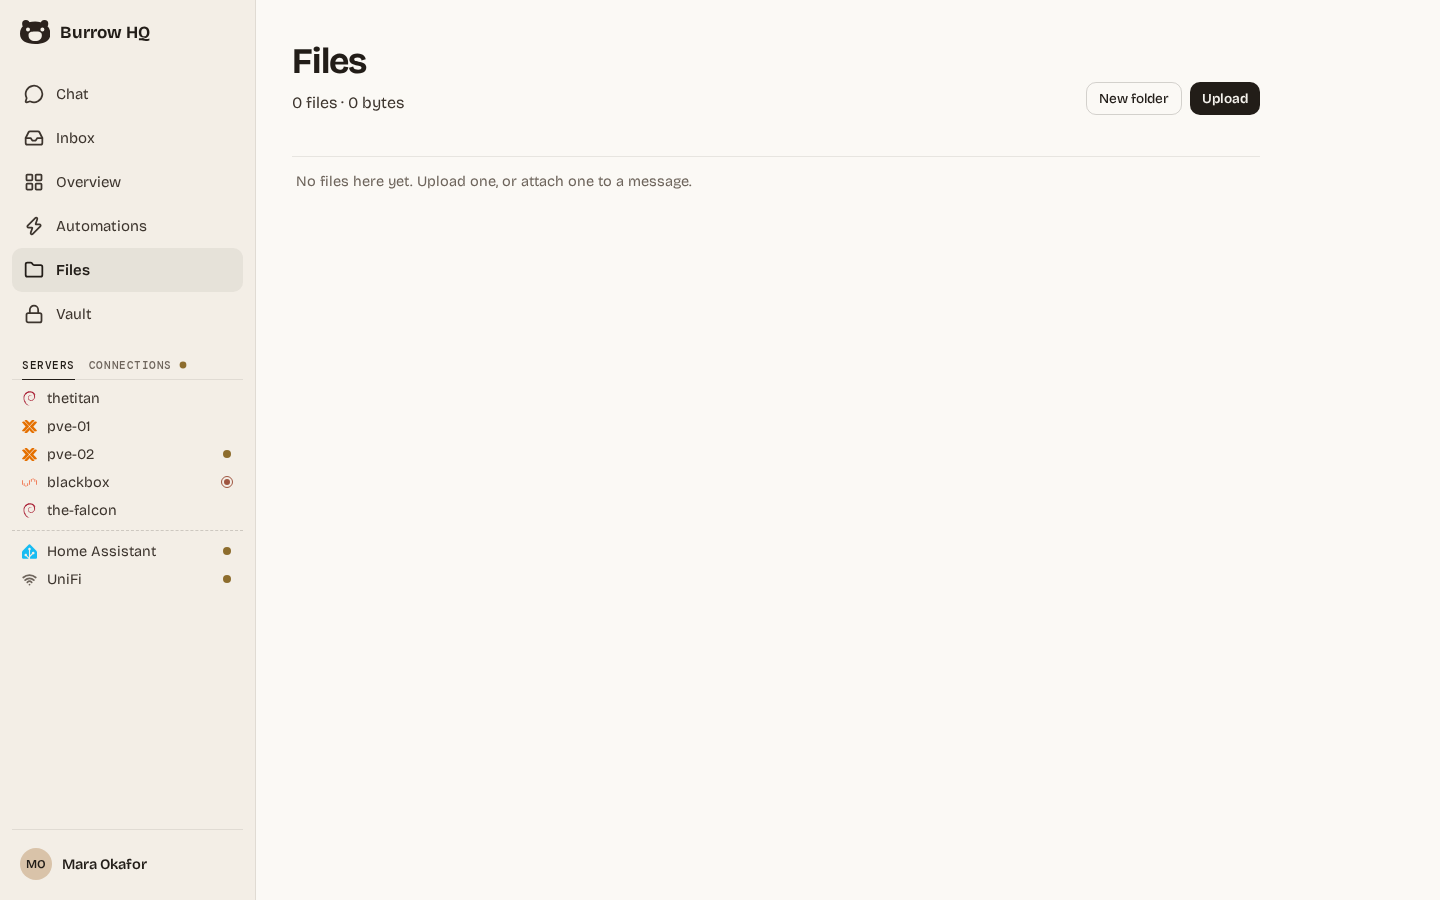 Burrow HQ
Chat
Inbox
Overview
Automations
Files
Vault
SERVERS CONNECTIONS
thetitan
pve-01
pve-02
blackbox
the-falcon
Home Assistant
UniFi
MO Mara Okafor
Files
0 files · 0 bytes
New folder Upload
No files here yet. Upload one, or attach one to a message.